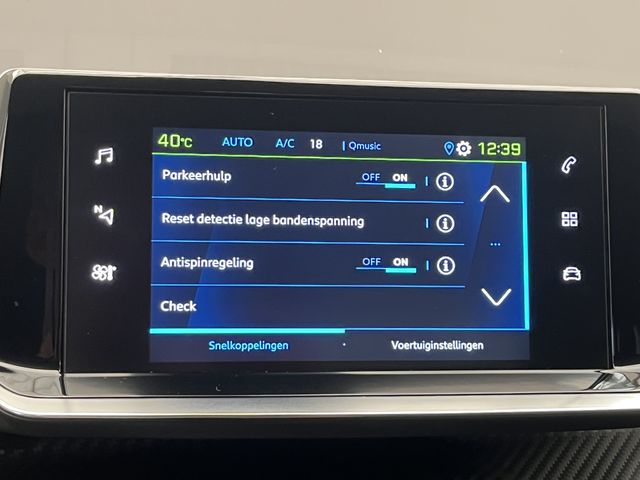 40°C AUTO A/C 18 Qmusic 12:39
Parkeerhulp OFF ON
Reset detectie lage bandenspanning
Antispinregeling OFF ON
Check
Snelkoppelingen Voertuiginstellingen
N